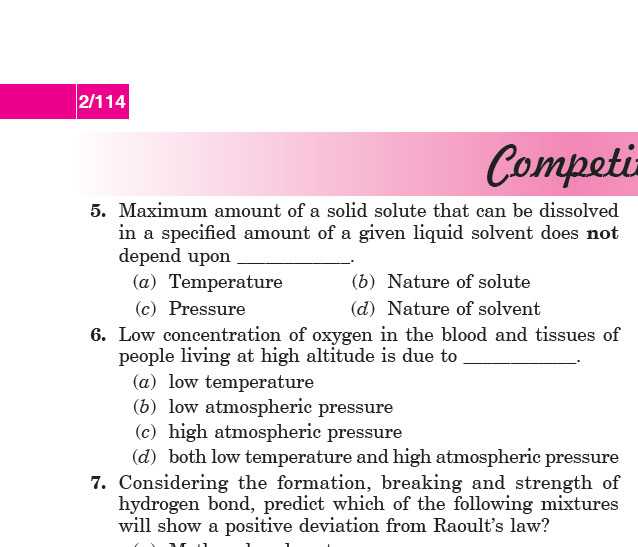 2/114
5. Maximum amount of a solid solute that can be dissolved
in a specified amount of a given liquid solvent does not
depend upon ____________.
(a) Temperature (b) Nature of solute
(c) Pressure (d) Nature of solvent
6. Low concentration of oxygen in the blood and tissues of
people living at high altitude is due to ____________.
(a) low temperature
(b) low atmospheric pressure
(c) high atmospheric pressure
(d) both low temperature and high atmospheric pressure
7. Considering the formation, breaking and strength of
hydrogen bond, predict which of the following mixtures
will show a positive deviation from Raoult's law?